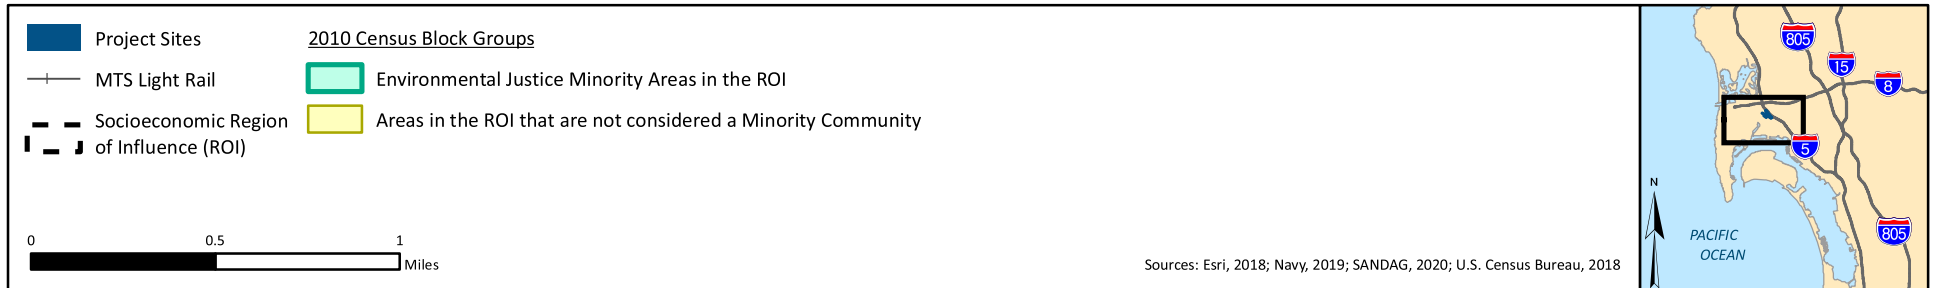 Project Sites
MTS Light Rail
Socioeconomic Region
of Influence (ROI)
2010 Census Block Groups
Environmental Justice Minority Areas in the ROI
Areas in the ROI that are not considered a Minority Community
0 0.5 1
Miles
Sources: Esri, 2018; Navy, 2019; SANDAG, 2020; U.S. Census Bureau, 2018
805
15
8
5
N
805
PACIFIC
OCEAN